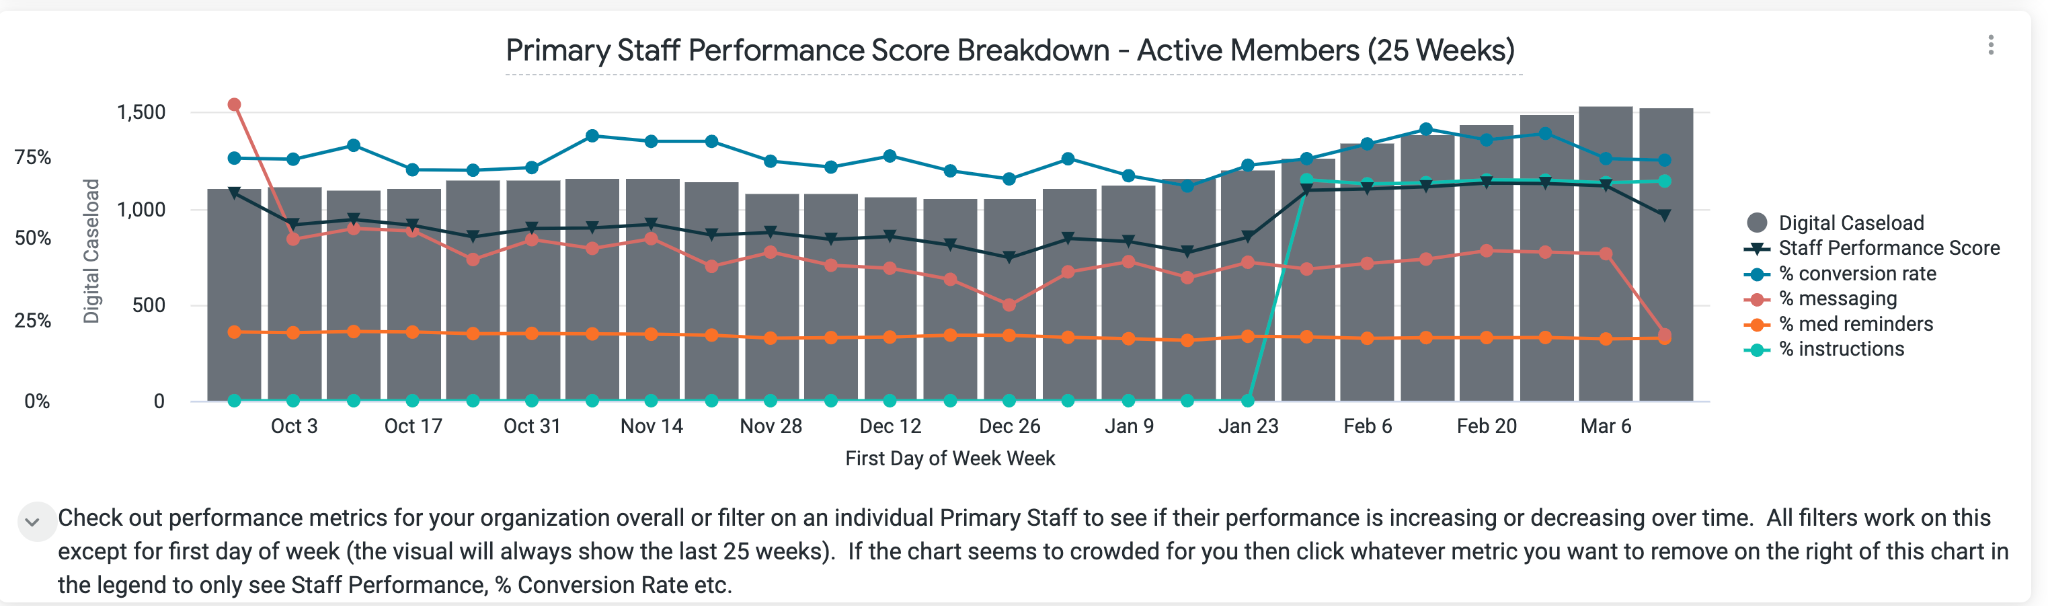 Primary Staff Performance Score Breakdown - Active Members (25 Weeks)
1,500
1,000
500
0
75%
50%
25%
0%
Digital Caseload
Oct 3
Oct 17
Oct 31
Nov 14
Nov 28
Dec 12
Dec 26
Jan 9
Jan 23
Feb 6
Feb 20
Mar 6
First Day of Week Week
Digital Caseload
Staff Performance Score
% conversion rate
% messaging
% med reminders
% instructions
Check out performance metrics for your organization overall or filter on an individual Primary Staff to see if their performance is increasing or decreasing over time.  All filters work on this
except for first day of week (the visual will always show the last 25 weeks).  If the chart seems to crowded for you then click whatever metric you want to remove on the right of this chart in
the legend to only see Staff Performance, % Conversion Rate etc.